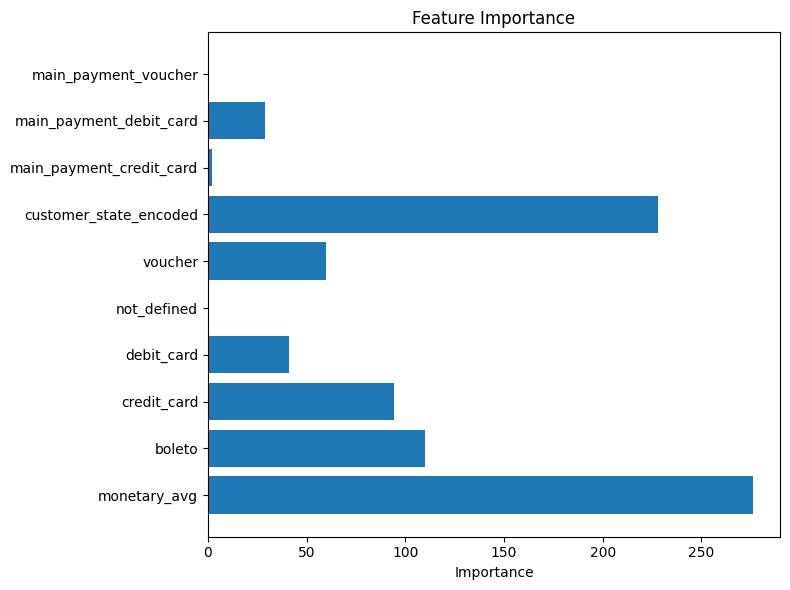 Feature Importance
main_payment_voucher
main_payment_debit_card
main_payment_credit_card
customer_state_encoded
voucher
not_defined
debit_card
credit_card
boleto
monetary_avg
0 50 100 150 200 250
Importance